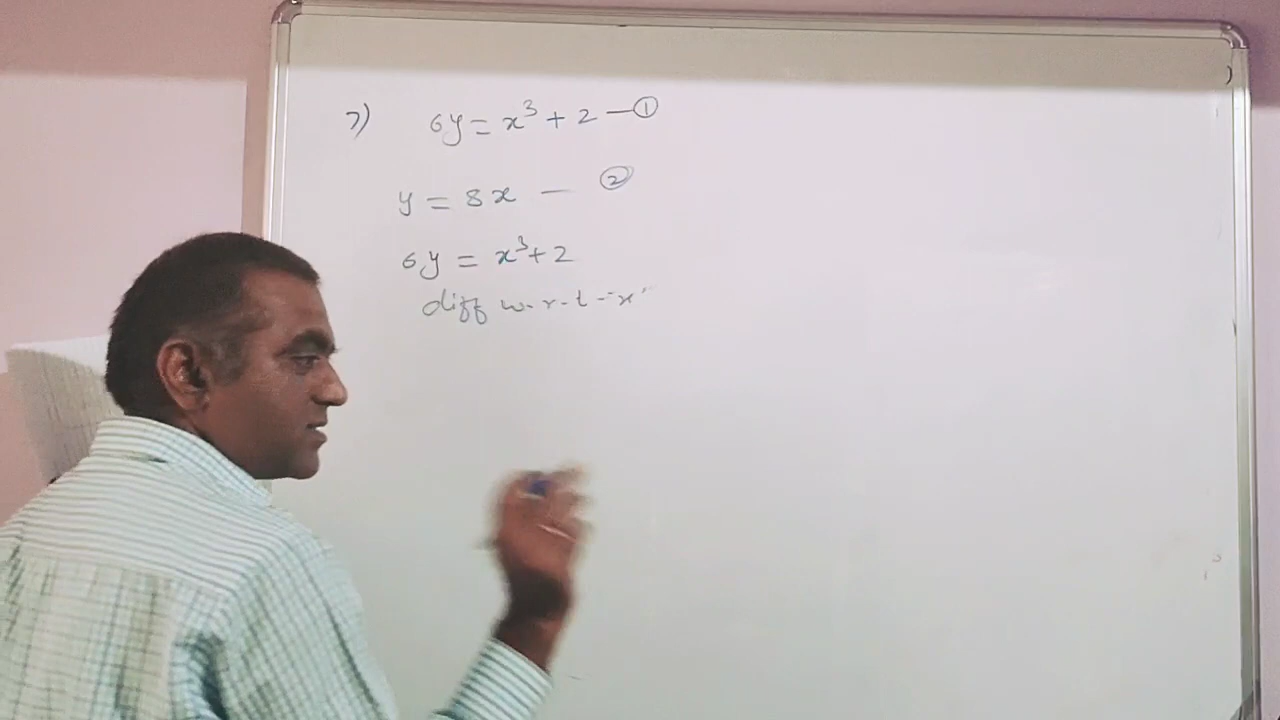 7) 6y = x³ + 2 — ①
y = 8x — ②
6y = x³ + 2
diff w.r.t-'x'